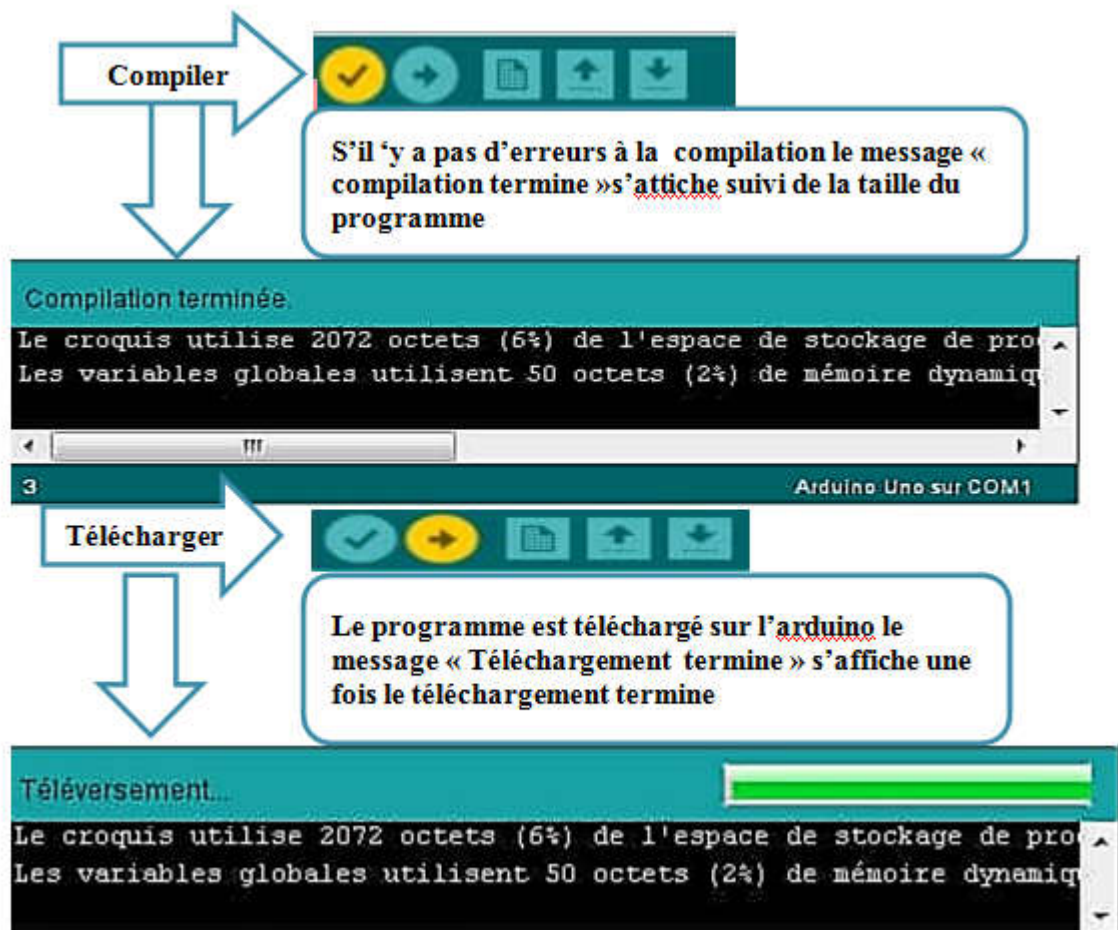 Compiler
S'il 'y a pas d'erreurs à la compilation le message «
compilation termine »s'attiche suivi de la taille du
programme
Compilation terminée.
Le croquis utilise 2072 octets (6%) de l'espace de stockage de
Les variables globales utilisent 50 octets (2%) de mémoire
3
Arduino Uno sur COM1
Télécharger
Le programme est téléchargé sur l'arduino le
message « Téléchargement termine » s'affiche une
fois le téléchargement termine
Téléversement...
Le croquis utilise 2072 octets (6%) de l'espace de stockage de
Les variables globales utilisent 50 octets (2%) de mémoire